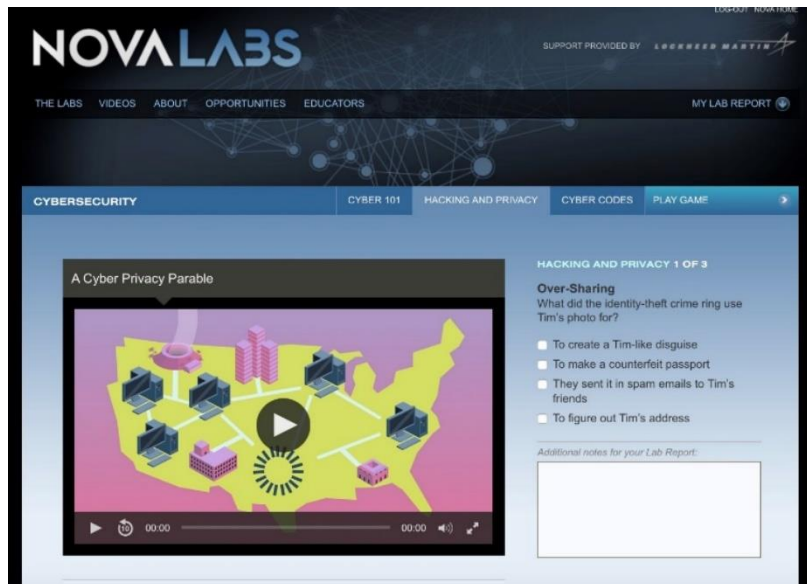 LOG-OUT NOVA HOME
NOVALABS
SUPPORT PROVIDED BY LOCKHEED MARTIN
THE LABS VIDEOS ABOUT OPPORTUNITIES EDUCATORS MY LAB REPORT
CYBERSECURITY CYBER 101 HACKING AND PRIVACY CYBER CODES PLAY GAME
A Cyber Privacy Parable
HACKING AND PRIVACY 1 OF 3
Over-Sharing
What did the identity-theft crime ring use
Tim's photo for?
To create a Tim-like disguise
To make a counterfeit passport
They sent it in spam emails to Tim's
friends
To figure out Tim's address
Additional notes for your Lab Report:
10 00:00 00:00